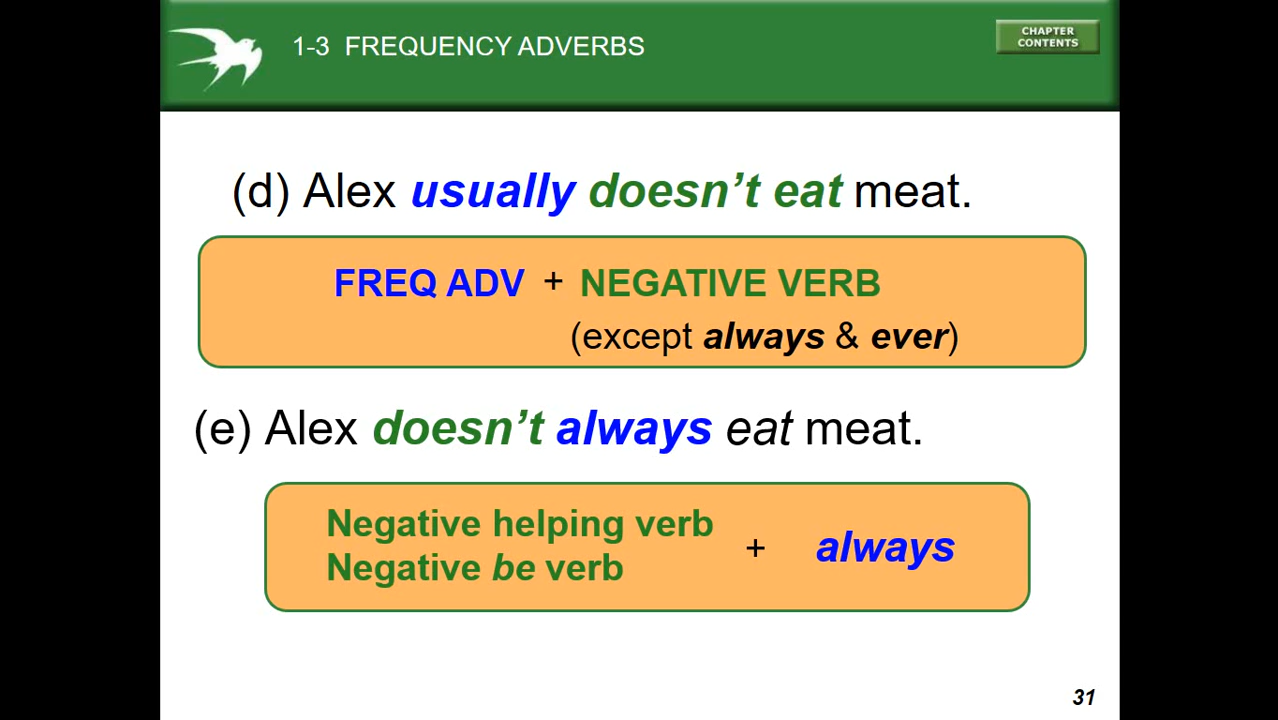 1-3 FREQUENCY ADVERBS
CHAPTER
CONTENTS
(d) Alex usually doesn’t eat meat.
FREQ ADV + NEGATIVE VERB
(except always & ever)
(e) Alex doesn’t always eat meat.
Negative helping verb
Negative be verb
+ always
31